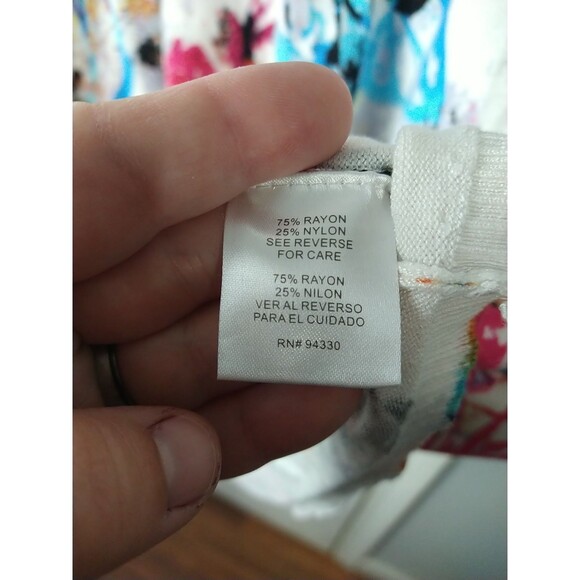 75% RAYON
25% NYLON
SEE REVERSE
FOR CARE
75% RAYON
25% NILON
VER AL REVERSO
PARA EL CUIDADO
RN# 94330